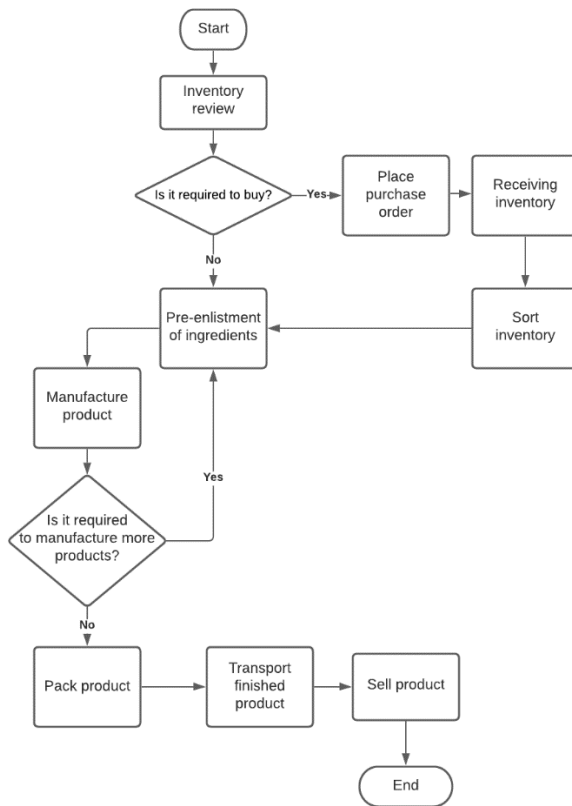 Start
Inventory
review
Is it required to buy?
Yes
Place
purchase
order
Receiving
inventory
No
Pre-enlistment
of ingredients
Sort
inventory
Manufacture
product
Yes
Is it required
to manufacture more
products?
No
Pack product
Transport
finished
product
Sell product
End